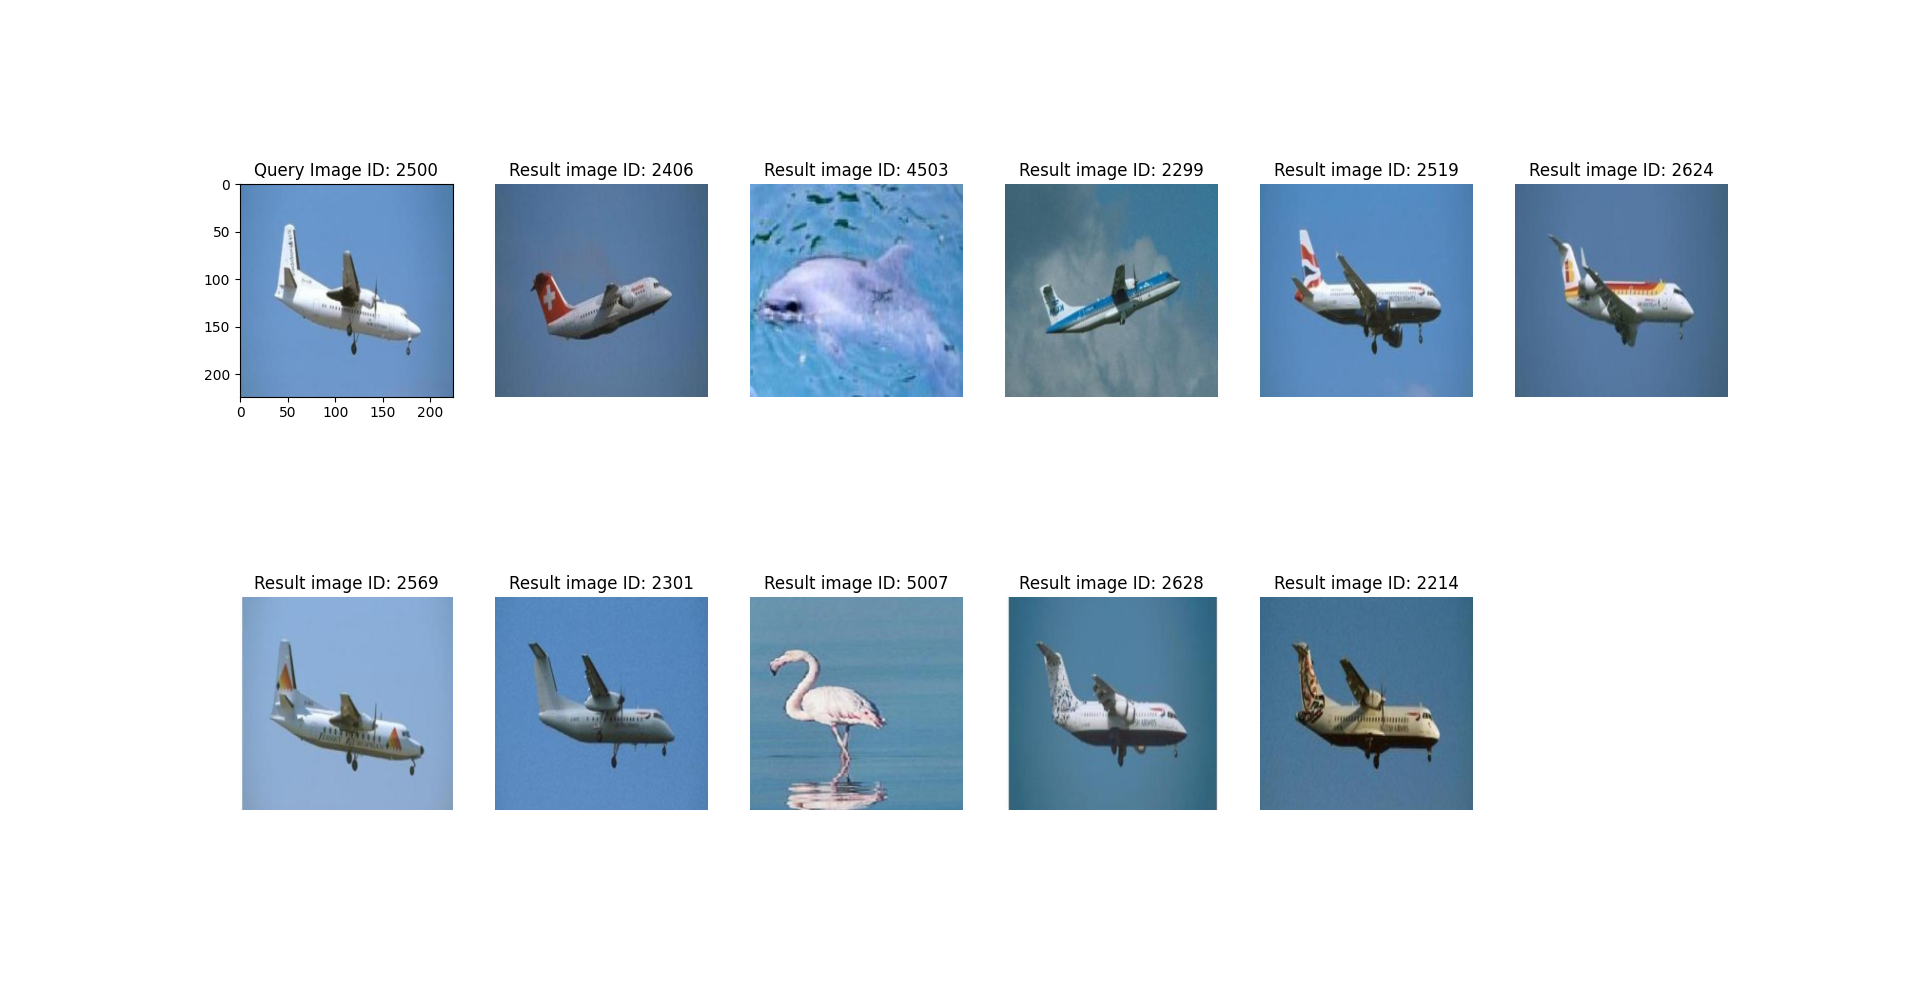 Query Image ID: 2500
Result image ID: 2406
Result image ID: 4503
Result image ID: 2299
Result image ID: 2519
Result image ID: 2624
0
50
100
150
200
0 50 100 150 200
Result image ID: 2569
Result image ID: 2301
Result image ID: 5007
Result image ID: 2628
Result image ID: 2214